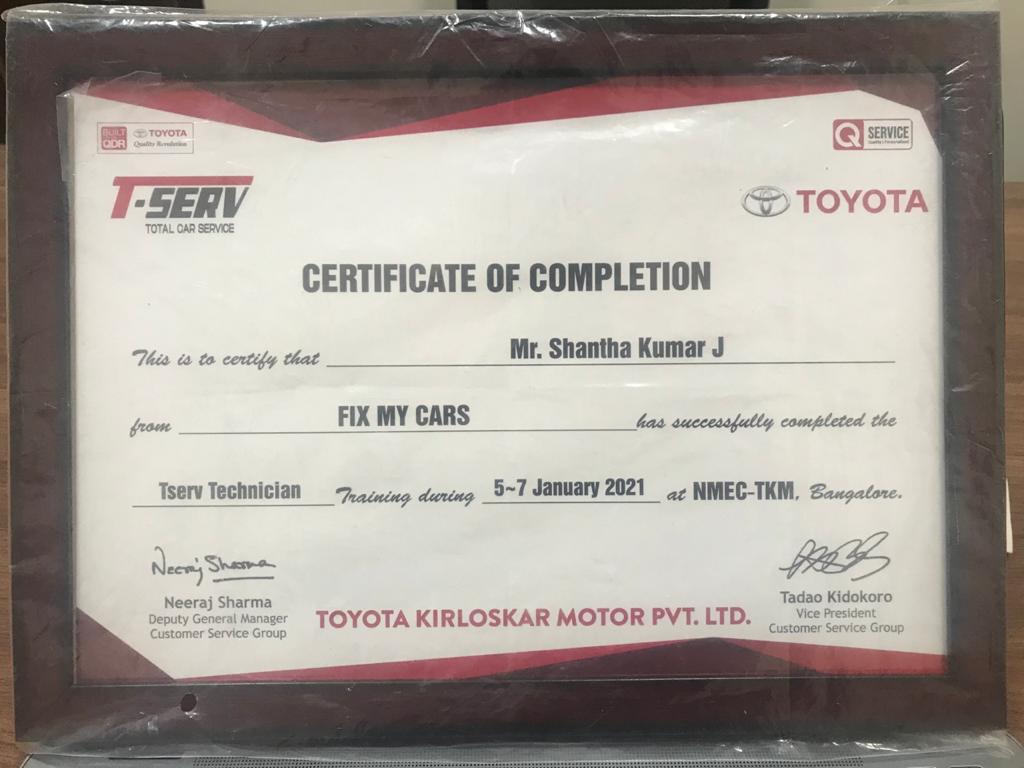 BUILT IN QDR TOYOTA
Quality Revolution
Q SERVICE
T-SERV
TOTAL CAR SERVICE
TOYOTA
CERTIFICATE OF COMPLETION
This is to certify that Mr. Shantha Kumar J
from FIX MY CARS has successfully completed the
Tserv Technician Training during 5~7 January 2021 at NMEC-TKM, Bangalore.
Neeraj Sharma
Neeraj Sharma
Deputy General Manager
Customer Service Group
TOYOTA KIRLOSKAR MOTOR PVT. LTD.
Tadao Kidokoro
Vice President
Customer Service Group